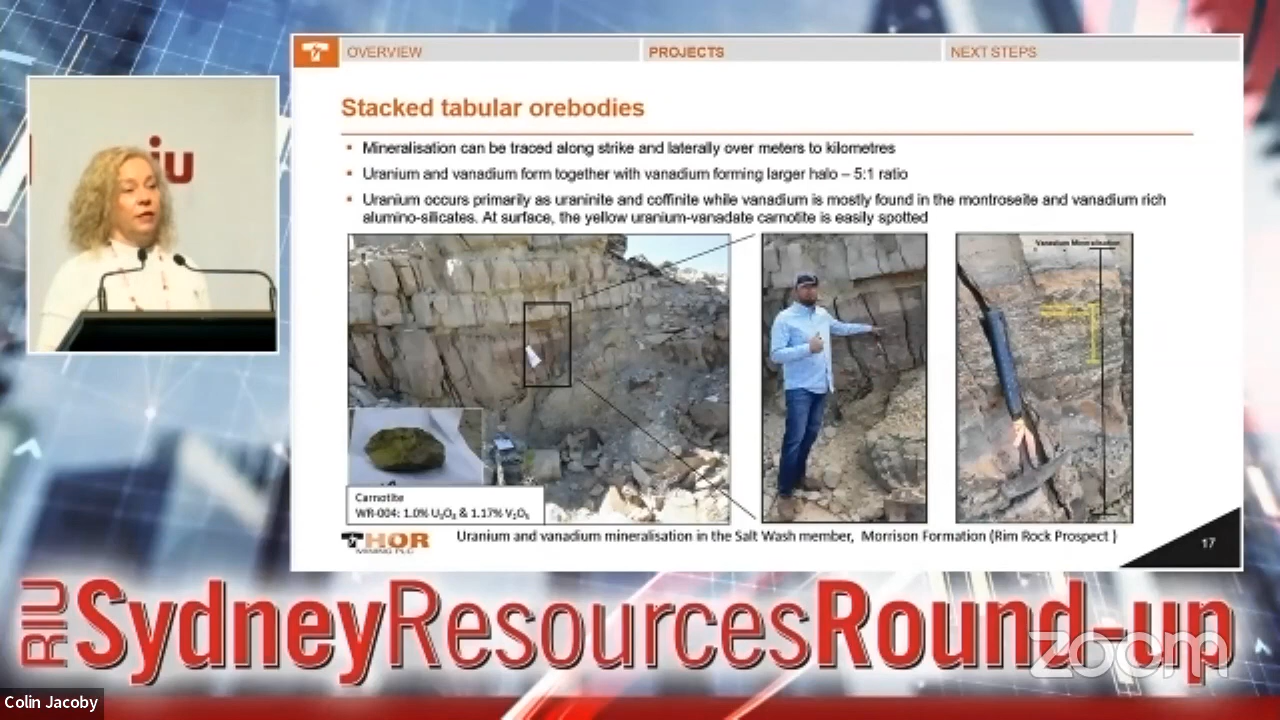 OVERVIEW
PROJECTS
NEXT STEPS
Stacked tabular orebodies
▪ Mineralisation can be traced along strike and laterally over meters to kilometres
▪ Uranium and vanadium form together with vanadium forming larger halo – 5:1 ratio
▪ Uranium occurs primarily as uraninite and coffinite while vanadium is mostly found in the montroseite and vanadium rich
alumino-silicates. At surface, the yellow uranium-vanadate carnotite is easily spotted
iu
Vanadium Mineralisation
Carnotite
WR-004: 1.0% U₃O₈ & 1.17% V₂O₅
THOR
MINING PLC
Uranium and vanadium mineralisation in the Salt Wash member, Morrison Formation (Rim Rock Prospect )
17
RIU SydneyResourcesRound-up
zoom
Colin Jacoby